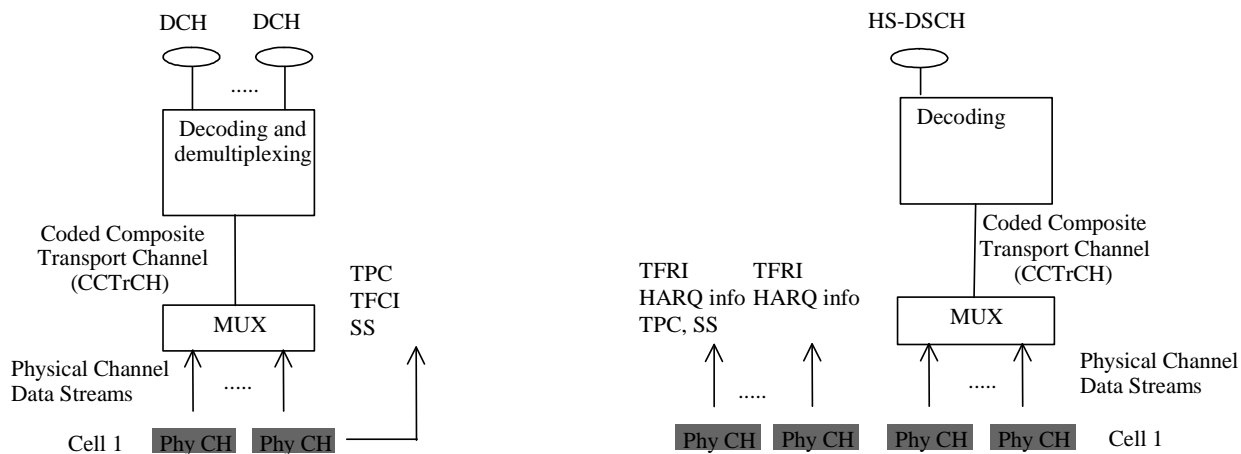 DCH DCH
.....
Decoding and
demultiplexing
Coded Composite
Transport Channel
(CCTrCH)
TPC
TFCI
SS
MUX
Physical Channel
Data Streams
.....
Cell 1 Phy CH Phy CH
HS-DSCH
Decoding
Coded Composite
Transport Channel
(CCTrCH)
TFRI
HARQ info
TPC, SS
TFRI
HARQ info
MUX
Physical Channel
Data Streams
.....
.....
Phy CH Phy CH Phy CH Phy CH Cell 1